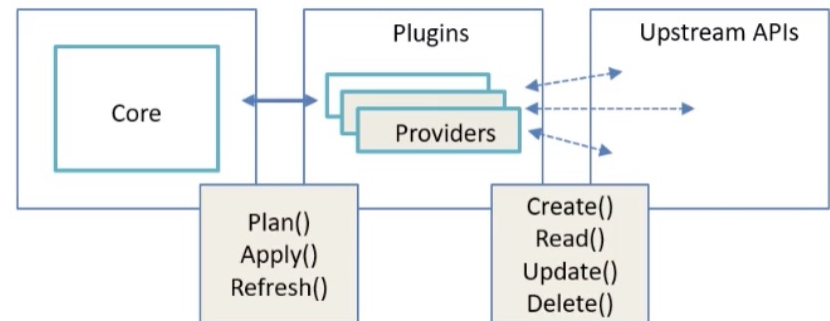 Plugins
Upstream APIs
Core
Providers
Plan()
Apply()
Refresh()
Create()
Read()
Update()
Delete()